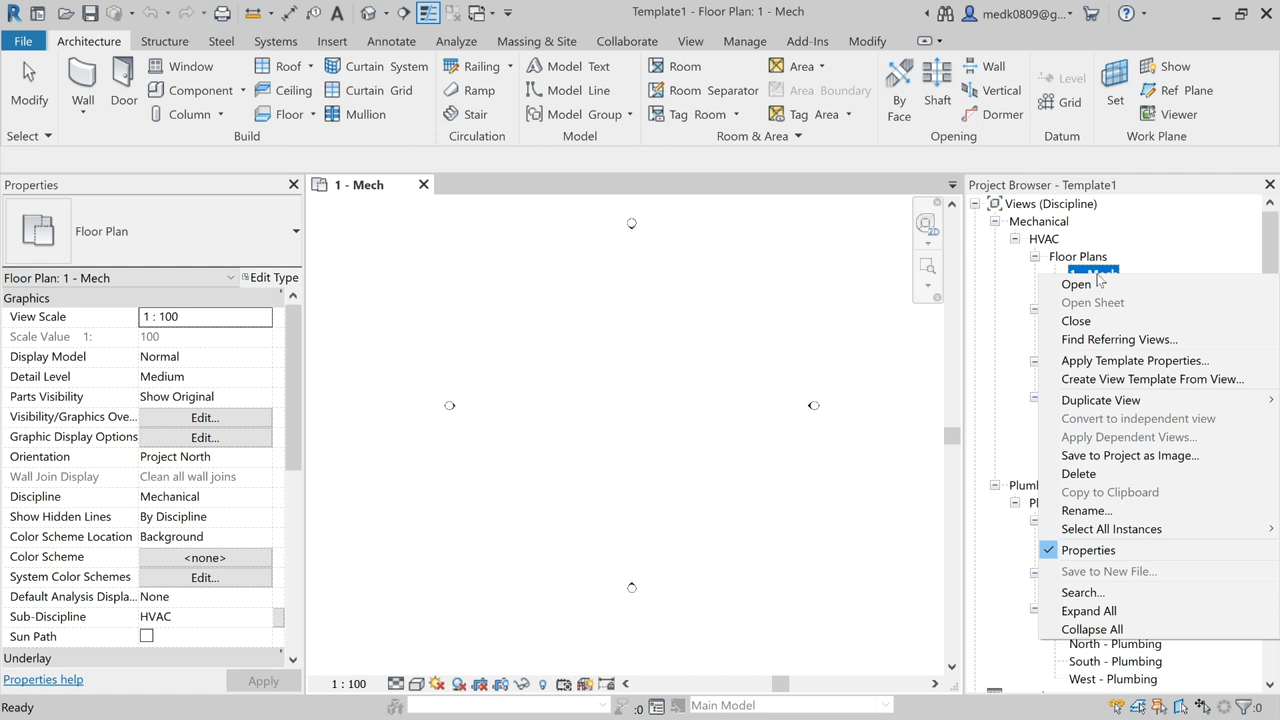 Template1 - Floor Plan: 1 - Mech
medk0809@g...
File Architecture Structure Steel Systems Insert Annotate Analyze Massing & Site Collaborate View Manage Add-Ins Modify
Window Roof Curtain System Railing Model Text Room Area Wall Level Show
Modify Wall Door Component Ceiling Curtain Grid Ramp Model Line Room Separator Area Boundary By Face Shaft Vertical Grid Set Ref Plane
Column Floor Mullion Stair Model Group Tag Room Tag Area Dormer Viewer
Select Build Circulation Model Room & Area Opening Datum Work Plane
Properties
Floor Plan
Floor Plan: 1 - Mech Edit Type
Graphics
View Scale 1 : 100
Scale Value 1: 100
Display Model Normal
Detail Level Medium
Parts Visibility Show Original
Visibility/Graphics Ove... Edit...
Graphic Display Options Edit...
Orientation Project North
Wall Join Display Clean all wall joins
Discipline Mechanical
Show Hidden Lines By Discipline
Color Scheme Location Background
Color Scheme <none>
System Color Schemes Edit...
Default Analysis Displa... None
Sub-Discipline HVAC
Sun Path
Underlay
Properties help Apply
1 - Mech
2D
1 : 100
Project Browser - Template1
Views (Discipline)
Mechanical
HVAC
Floor Plans
1 - Mech
Open
Open Sheet
Close
Find Referring Views...
Apply Template Properties...
Create View Template From View...
Duplicate View
Convert to independent view
Apply Dependent Views...
Save to Project as Image...
Delete
Copy to Clipboard
Rename...
Select All Instances
Properties
Save to New File...
Search...
Expand All
Collapse All
Plumb
Pl
North - Plumbing
South - Plumbing
West - Plumbing
Ready :0 Main Model :0